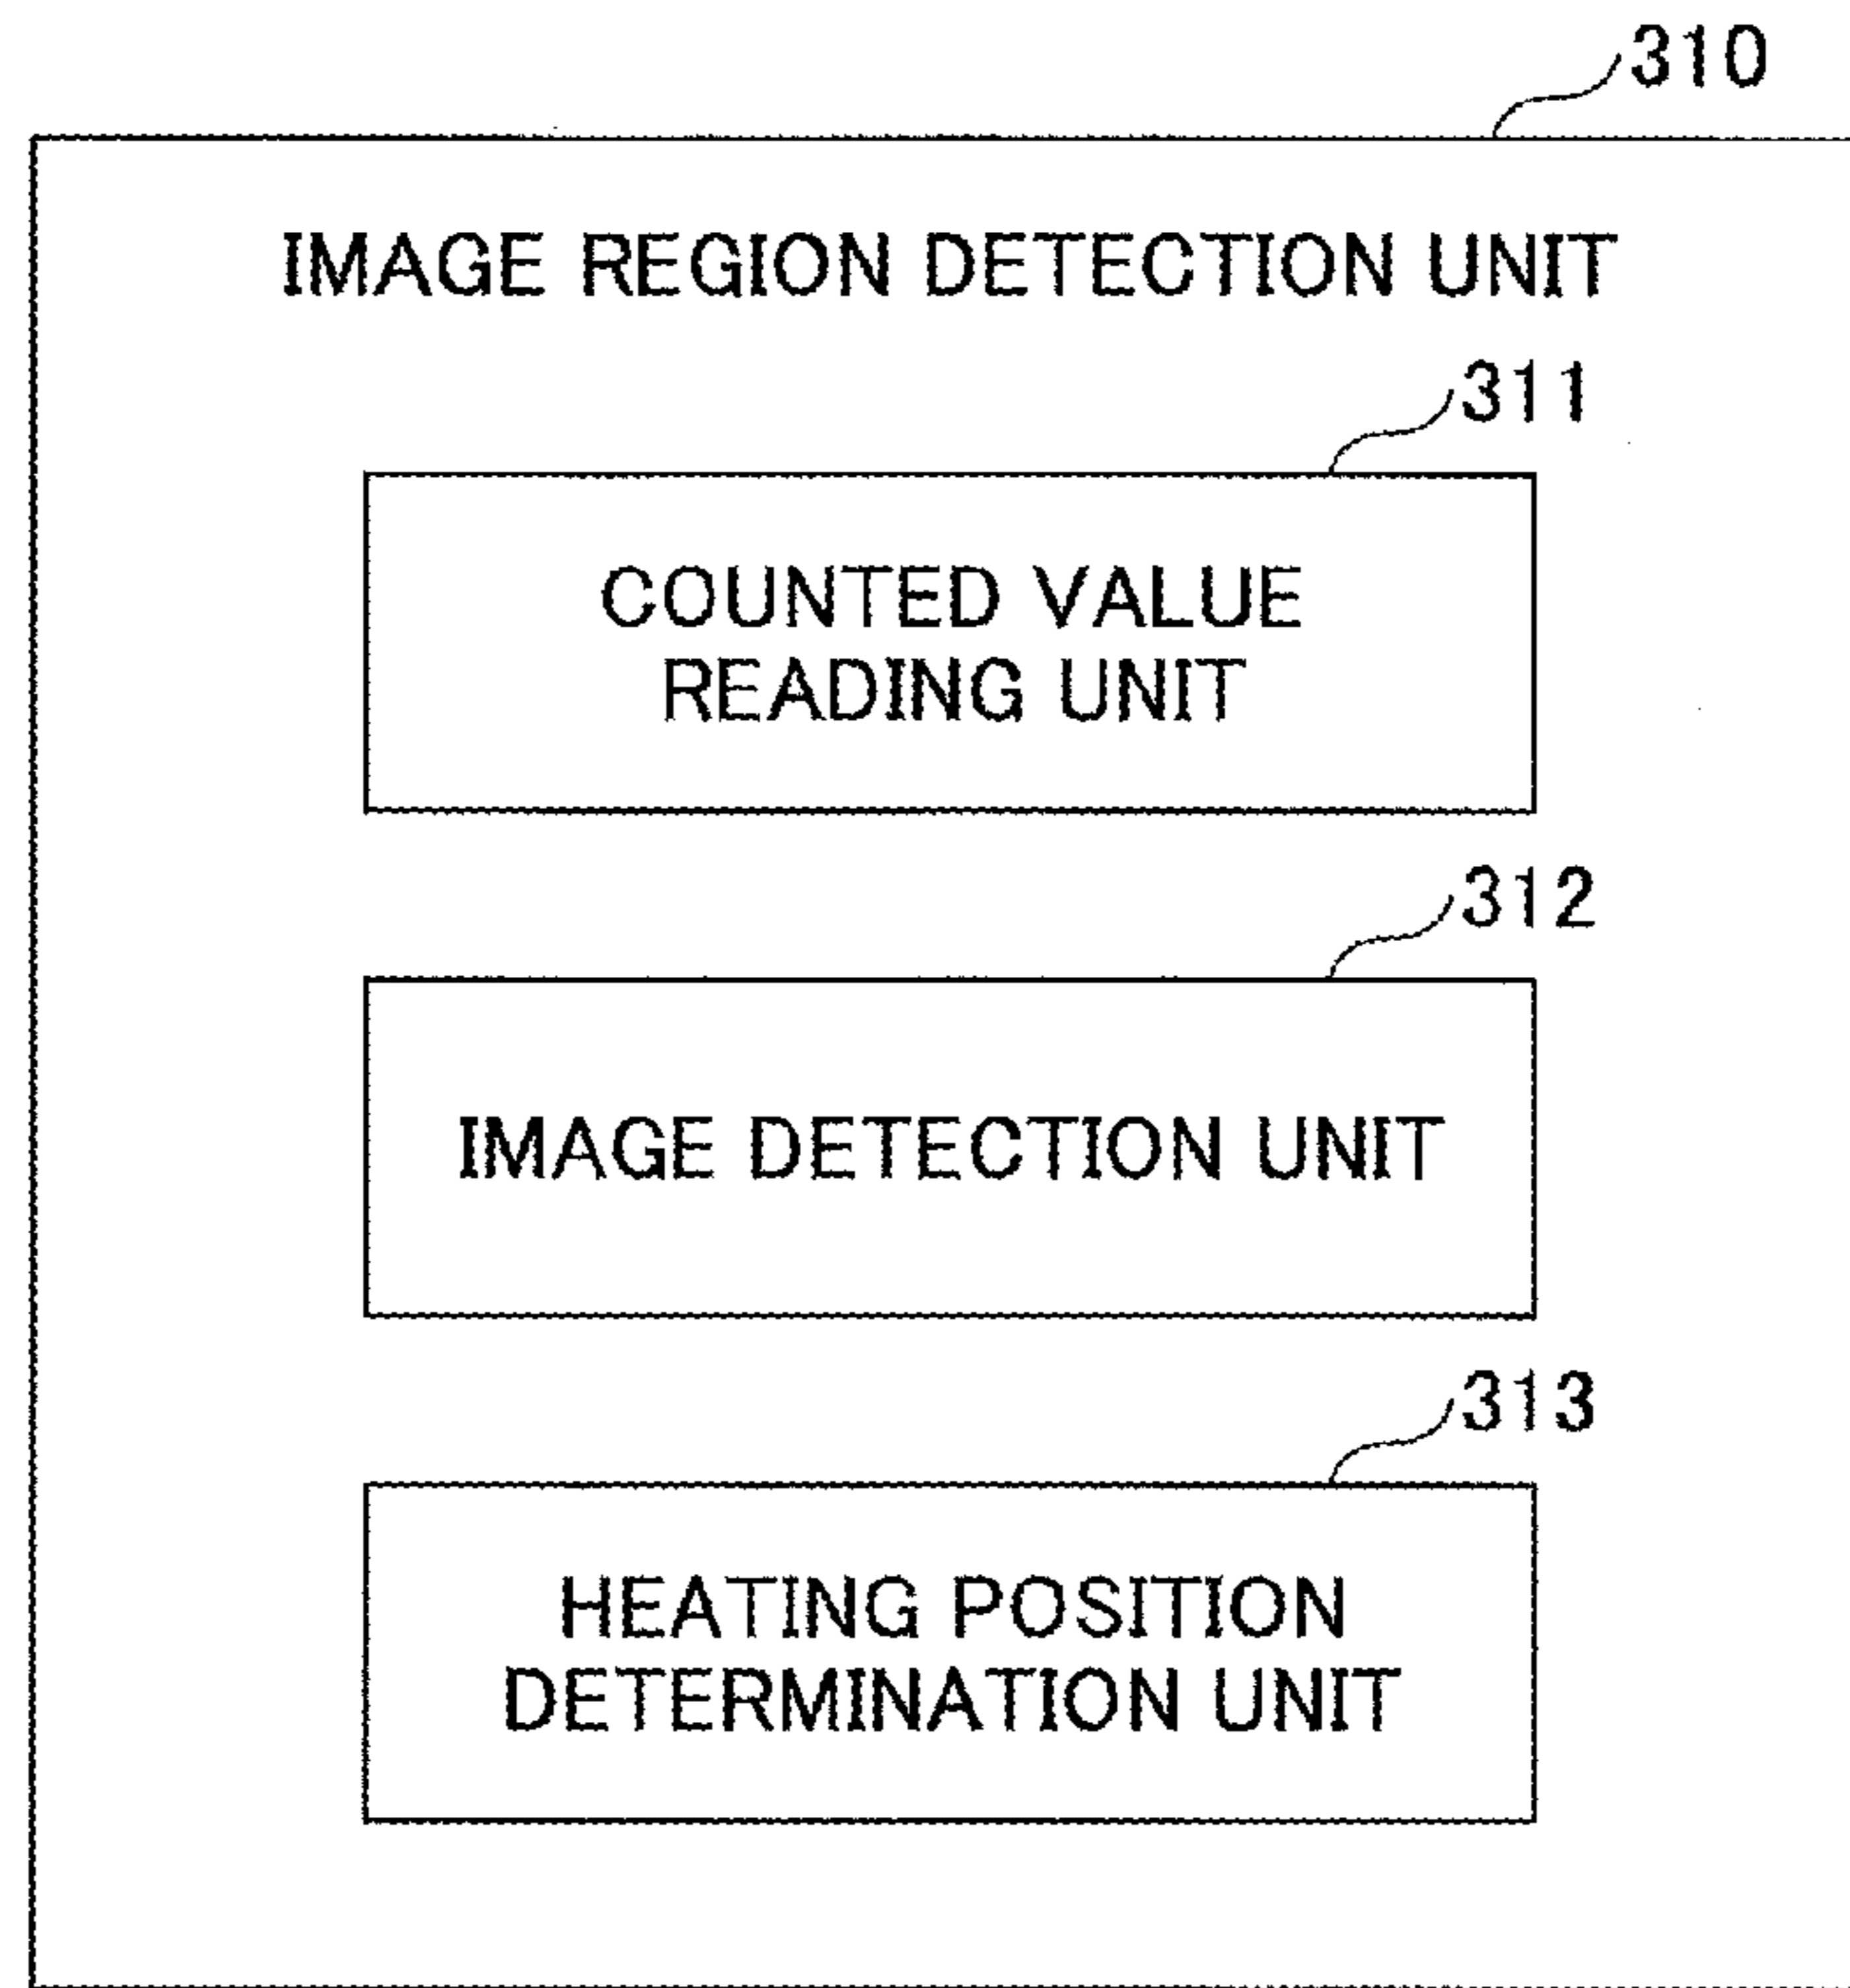 310
IMAGE REGION DETECTION UNIT
311
COUNTED VALUE
READING UNIT
312
IMAGE DETECTION UNIT
313
HEATING POSITION
DETERMINATION UNIT